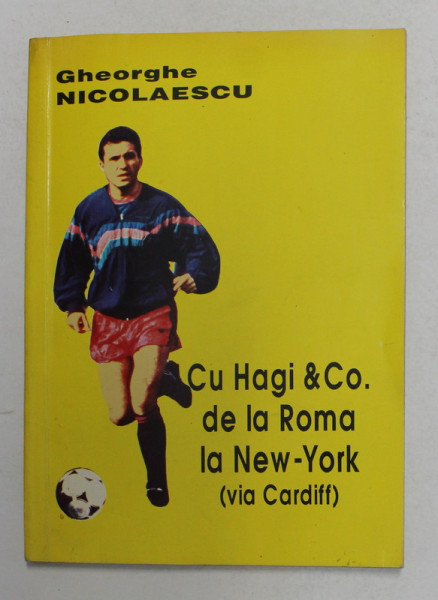 Gheorghe
NICOLAESCU
Cu Hagi &Co.
de la Roma
la New-York
(via Cardiff)